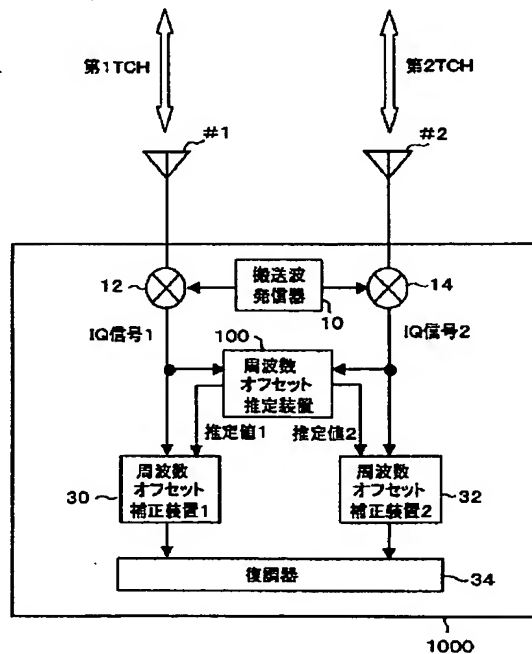 第1TCH
第2TCH
#1
#2
12
搬送波
発信器
10
14
IQ信号1
100
IQ信号2
周波数
オフセット
推定装置
推定値1
推定値2
30
周波数
オフセット
補正装置1
周波数
オフセット
補正装置2
32
復調器
34
1000